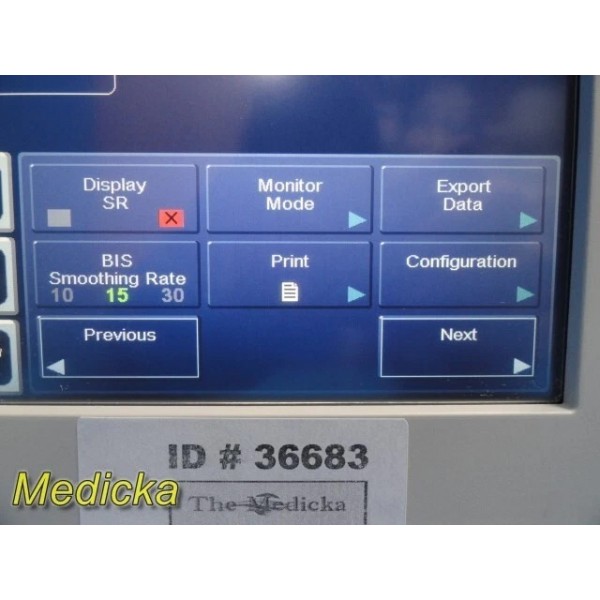 Display
SR
X
Monitor
Mode
Export
Data
BIS
Smoothing Rate
10 15 30
Print
Configuration
Previous
Next
ID # 36683
Medicka
The Medicka